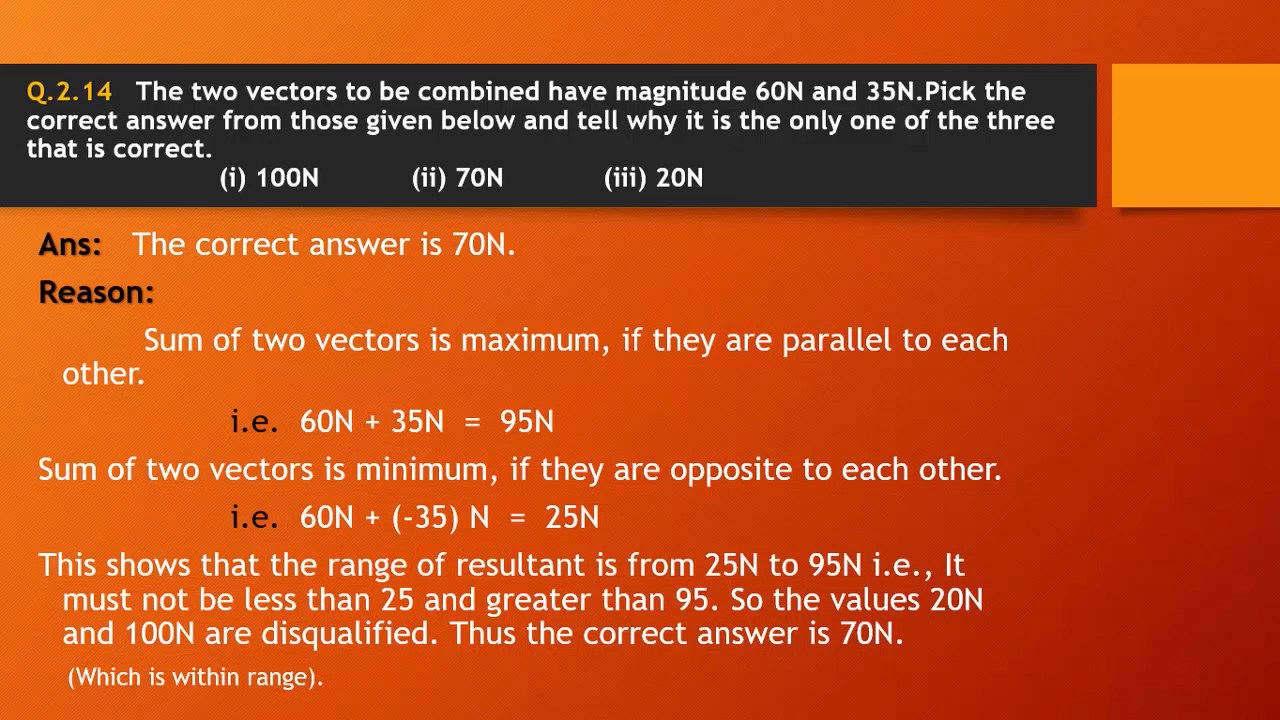 Q.2.14 The two vectors to be combined have magnitude 60N and 35N.Pick the
correct answer from those given below and tell why it is the only one of the three
that is correct.
(i) 100N (ii) 70N (iii) 20N
Ans: The correct answer is 70N.
Reason:
Sum of two vectors is maximum, if they are parallel to each
other.
i.e. 60N + 35N = 95N
Sum of two vectors is minimum, if they are opposite to each other.
i.e. 60N + (-35) N = 25N
This shows that the range of resultant is from 25N to 95N i.e., It
must not be less than 25 and greater than 95. So the values 20N
and 100N are disqualified. Thus the correct answer is 70N.
(Which is within range).